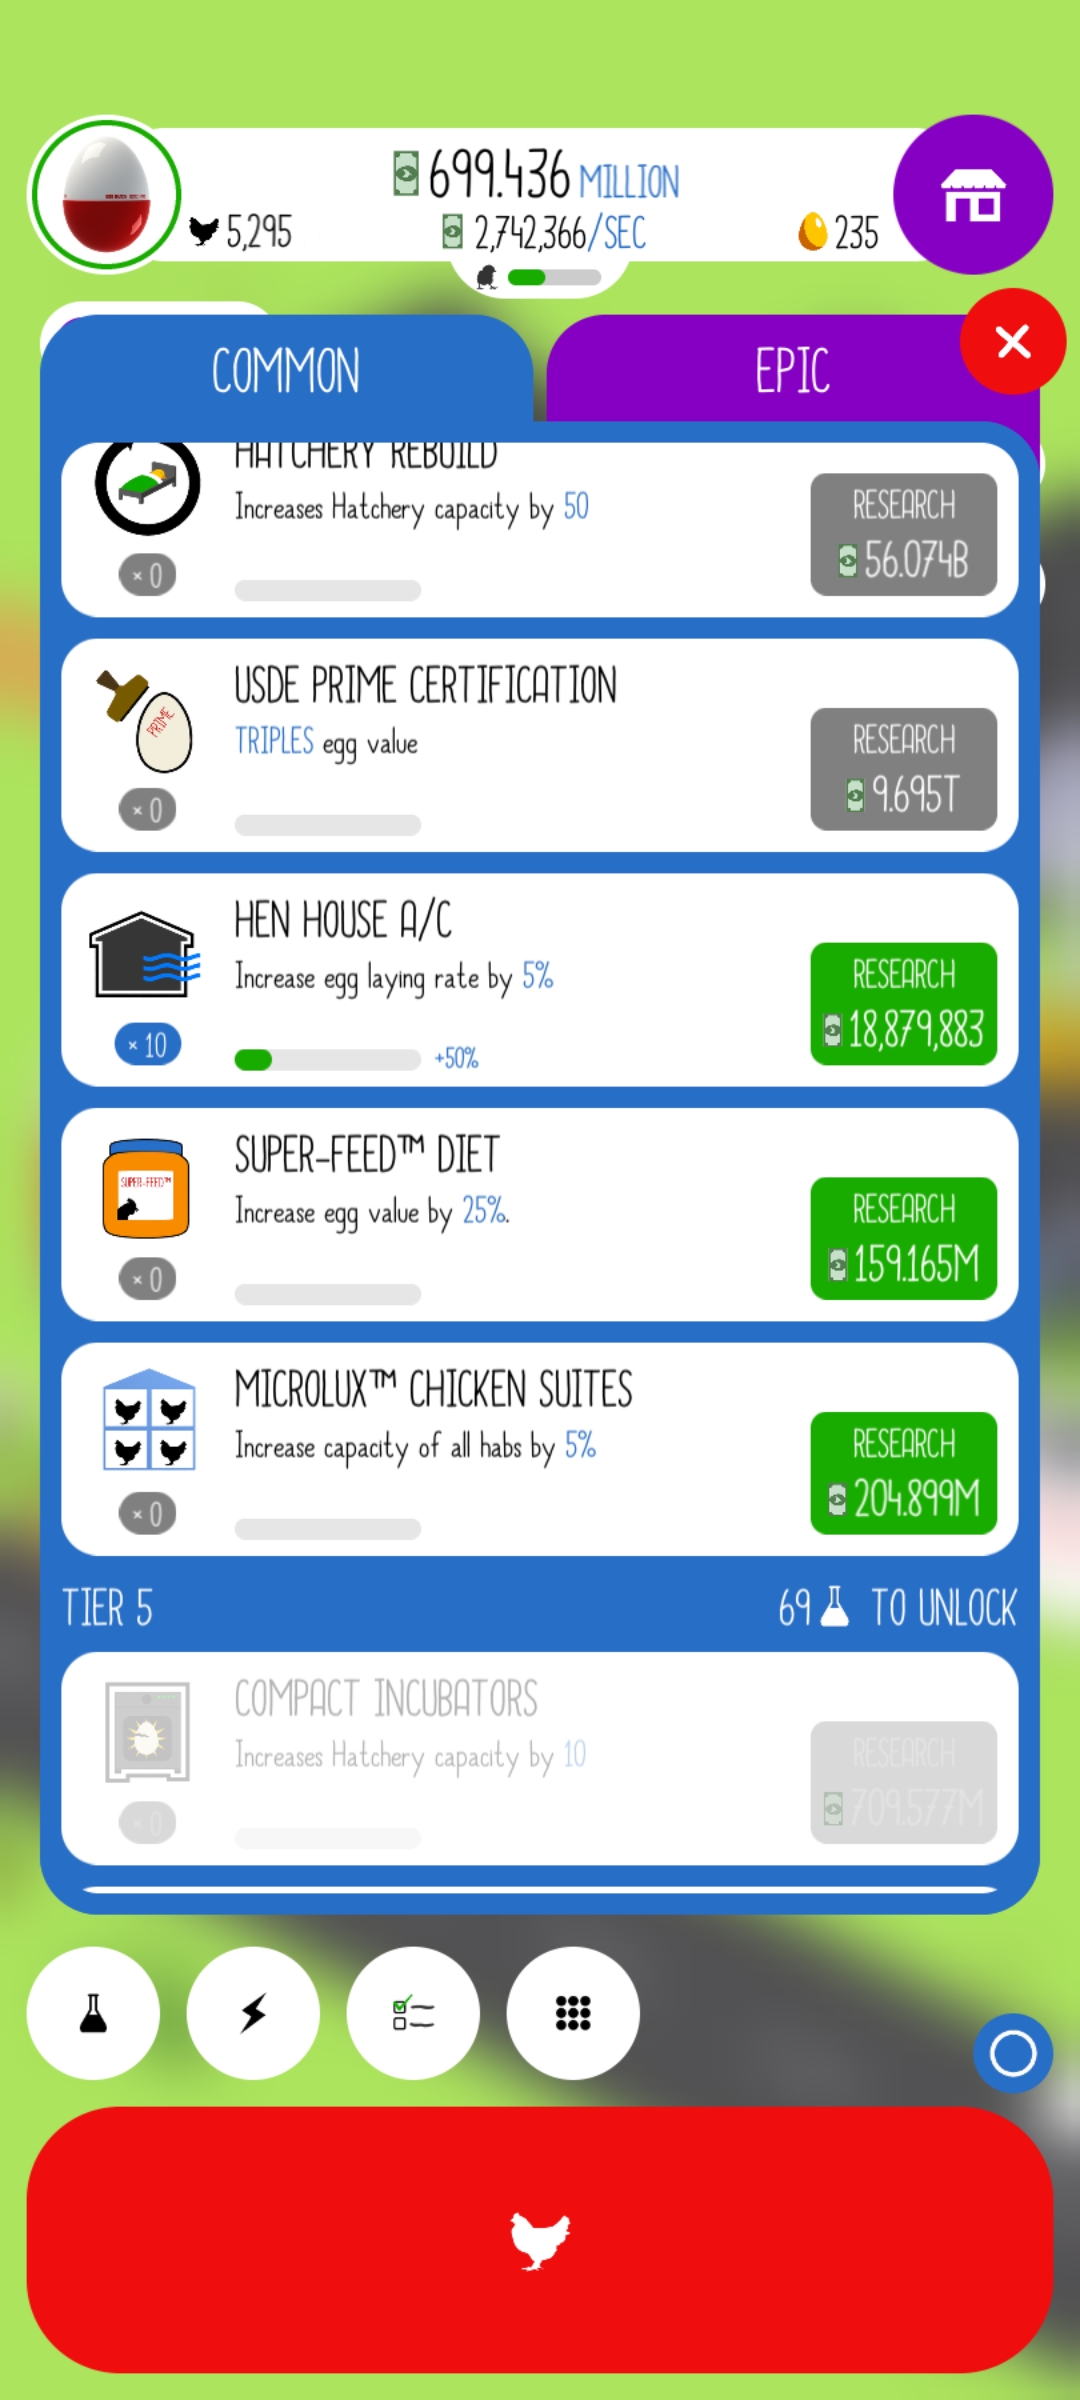 699.436 MILLION
5,295
2,742,366/SEC
235
COMMON
EPIC
HATCHERY REBUILD
Increases Hatchery capacity by 50
× 0
RESEARCH
56.074B
USDE PRIME CERTIFICATION
TRIPLES egg value
PRIME
× 0
RESEARCH
9.695T
HEN HOUSE A/C
Increase egg laying rate by 5%
× 10
+50%
RESEARCH
18,879,883
SUPER-FEED™ DIET
Increase egg value by 25%.
SUPER-FEED™
× 0
RESEARCH
159.165M
MICROLUX™ CHICKEN SUITES
Increase capacity of all habs by 5%
× 0
RESEARCH
204.899M
TIER 5
69 TO UNLOCK
COMPACT INCUBATORS
Increases Hatchery capacity by 10
× 0
RESEARCH
709.577M